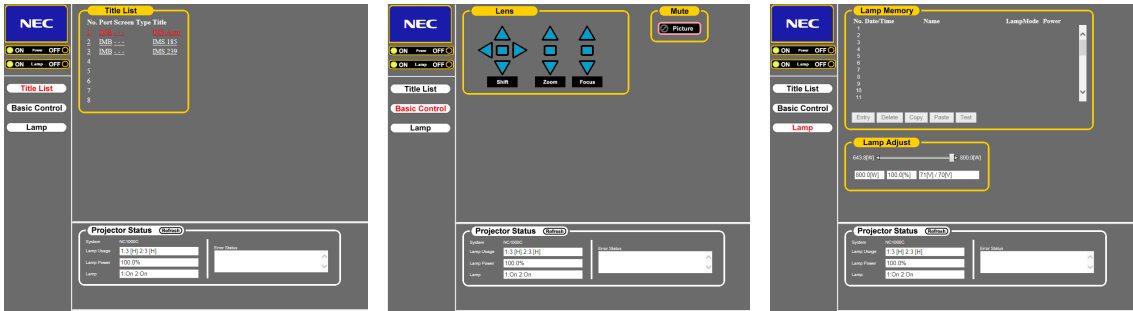 NEC
ON Power OFF
ON Lamp OFF
Title List
Basic Control
Lamp
Title List
No. Port Screen Type Title
2 IMB - - - IMS 185
3 IMB - - - IMS 239
4
5
6
7
8
Projector Status Refresh
System NC1000C
Lamp Usage 1:3 [H] 2:3 [H]
Lamp Power 100.0%
Lamp 1:On 2:On
Error Status
NEC
ON Power OFF
ON Lamp OFF
Title List
Basic Control
Lamp
Lens
Shift Zoom Focus
Mute
Picture
Projector Status Refresh
System NC1000C
Lamp Usage 1:3 [H] 2:3 [H]
Lamp Power 100.0%
Lamp 1:On 2:On
Error Status
NEC
ON Power OFF
ON Lamp OFF
Title List
Basic Control
Lamp
Lamp Memory
No. Date/Time Name LampMode Power
1
2
3
4
5
6
7
8
9
10
11
Entry Delete Copy Paste Test
Lamp Adjust
643.8[W] 800.0[W]
800.0[W] 100.0[%] 71[V] / 70[V]
Projector Status Refresh
System NC1000C
Lamp Usage 1:3 [H] 2:3 [H]
Lamp Power 100.0%
Lamp 1:On 2:On
Error Status